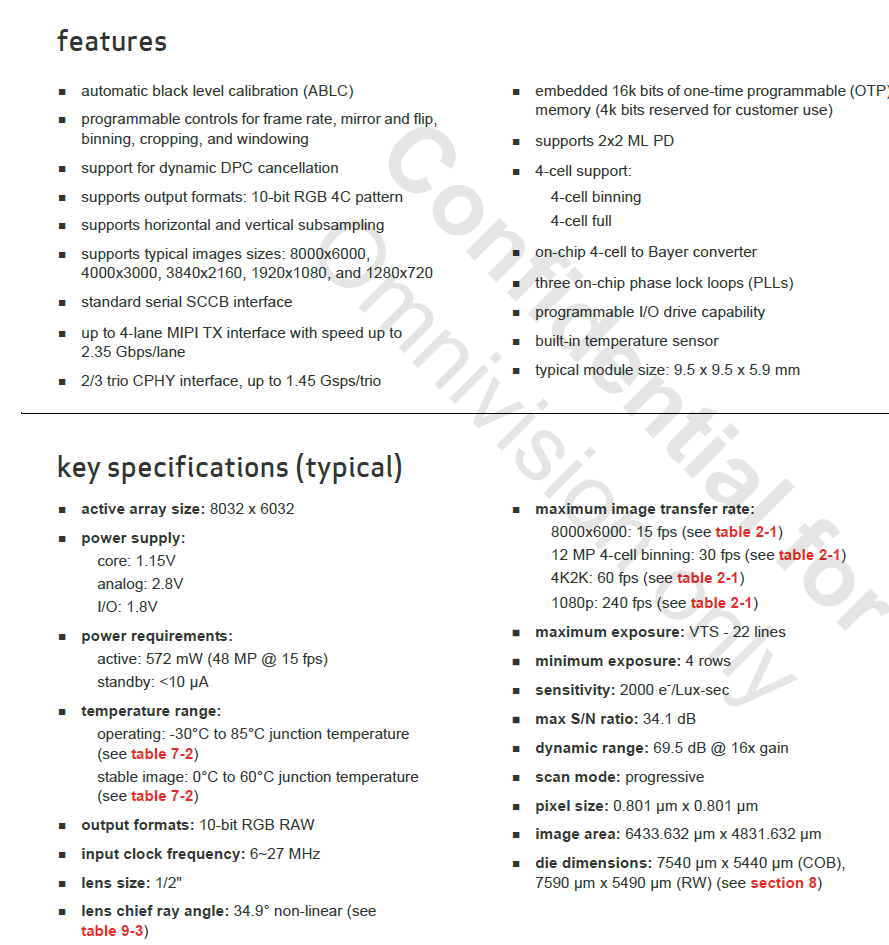 features
■ automatic black level calibration (ABLC)
■ programmable controls for frame rate, mirror and flip,
binning, cropping, and windowing
■ support for dynamic DPC cancellation
■ supports output formats: 10-bit RGB 4C pattern
■ supports horizontal and vertical subsampling
■ supports typical images sizes: 8000x6000,
4000x3000, 3840x2160, 1920x1080, and 1280x720
■ standard serial SCCB interface
■ up to 4-lane MIPI TX interface with speed up to
2.35 Gbps/lane
■ 2/3 trio CPHY interface, up to 1.45 Gsps/trio
■ embedded 16k bits of one-time programmable (OTP)
memory (4k bits reserved for customer use)
■ supports 2x2 ML PD
■ 4-cell support:
4-cell binning
4-cell full
■ on-chip 4-cell to Bayer converter
■ three on-chip phase lock loops (PLLs)
■ programmable I/O drive capability
■ built-in temperature sensor
■ typical module size: 9.5 x 9.5 x 5.9 mm
key specifications (typical)
■ active array size: 8032 x 6032
■ power supply:
core: 1.15V
analog: 2.8V
I/O: 1.8V
■ power requirements:
active: 572 mW (48 MP @ 15 fps)
standby: <10 µA
■ temperature range:
operating: -30°C to 85°C junction temperature
(see table 7-2)
stable image: 0°C to 60°C junction temperature
(see table 7-2)
■ output formats: 10-bit RGB RAW
■ input clock frequency: 6~27 MHz
■ lens size: 1/2"
■ lens chief ray angle: 34.9° non-linear (see
table 9-3)
■ maximum image transfer rate:
8000x6000: 15 fps (see table 2-1)
12 MP 4-cell binning: 30 fps (see table 2-1)
4K2K: 60 fps (see table 2-1)
1080p: 240 fps (see table 2-1)
■ maximum exposure: VTS - 22 lines
■ minimum exposure: 4 rows
■ sensitivity: 2000 e⁻/Lux-sec
■ max S/N ratio: 34.1 dB
■ dynamic range: 69.5 dB @ 16x gain
■ scan mode: progressive
■ pixel size: 0.801 µm x 0.801 µm
■ image area: 6433.632 µm x 4831.632 µm
■ die dimensions: 7540 µm x 5440 µm (COB),
7590 µm x 5490 µm (RW) (see section 8)
Confidential for
Omnivision only